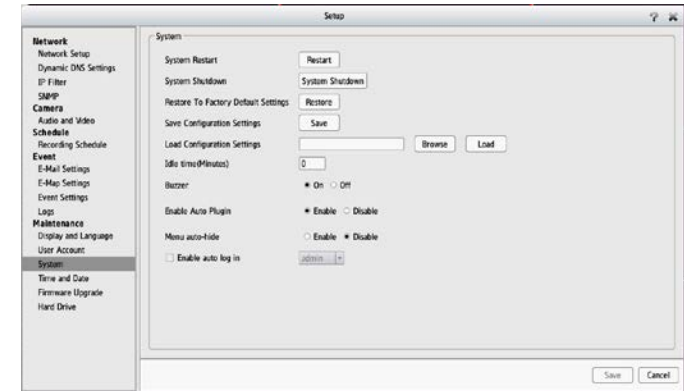 Setup
? ✖
Network
Network Setup
Dynamic DNS Settings
IP Filter
SNMP
Camera
Audio and Video
Schedule
Recording Schedule
Event
E-Mail Settings
E-Map Settings
Event Settings
Logs
Maintenance
Display and Language
User Account
System
Time and Date
Firmware Upgrade
Hard Drive
System
System Restart Restart
System Shutdown System Shutdown
Restore To Factory Default Settings Restore
Save Configuration Settings Save
Load Configuration Settings Browse Load
Idle time(Minutes) 0
Buzzer On Off
Enable Auto Plugin Enable Disable
Menu auto-hide Enable Disable
Enable auto log in admin
Save Cancel